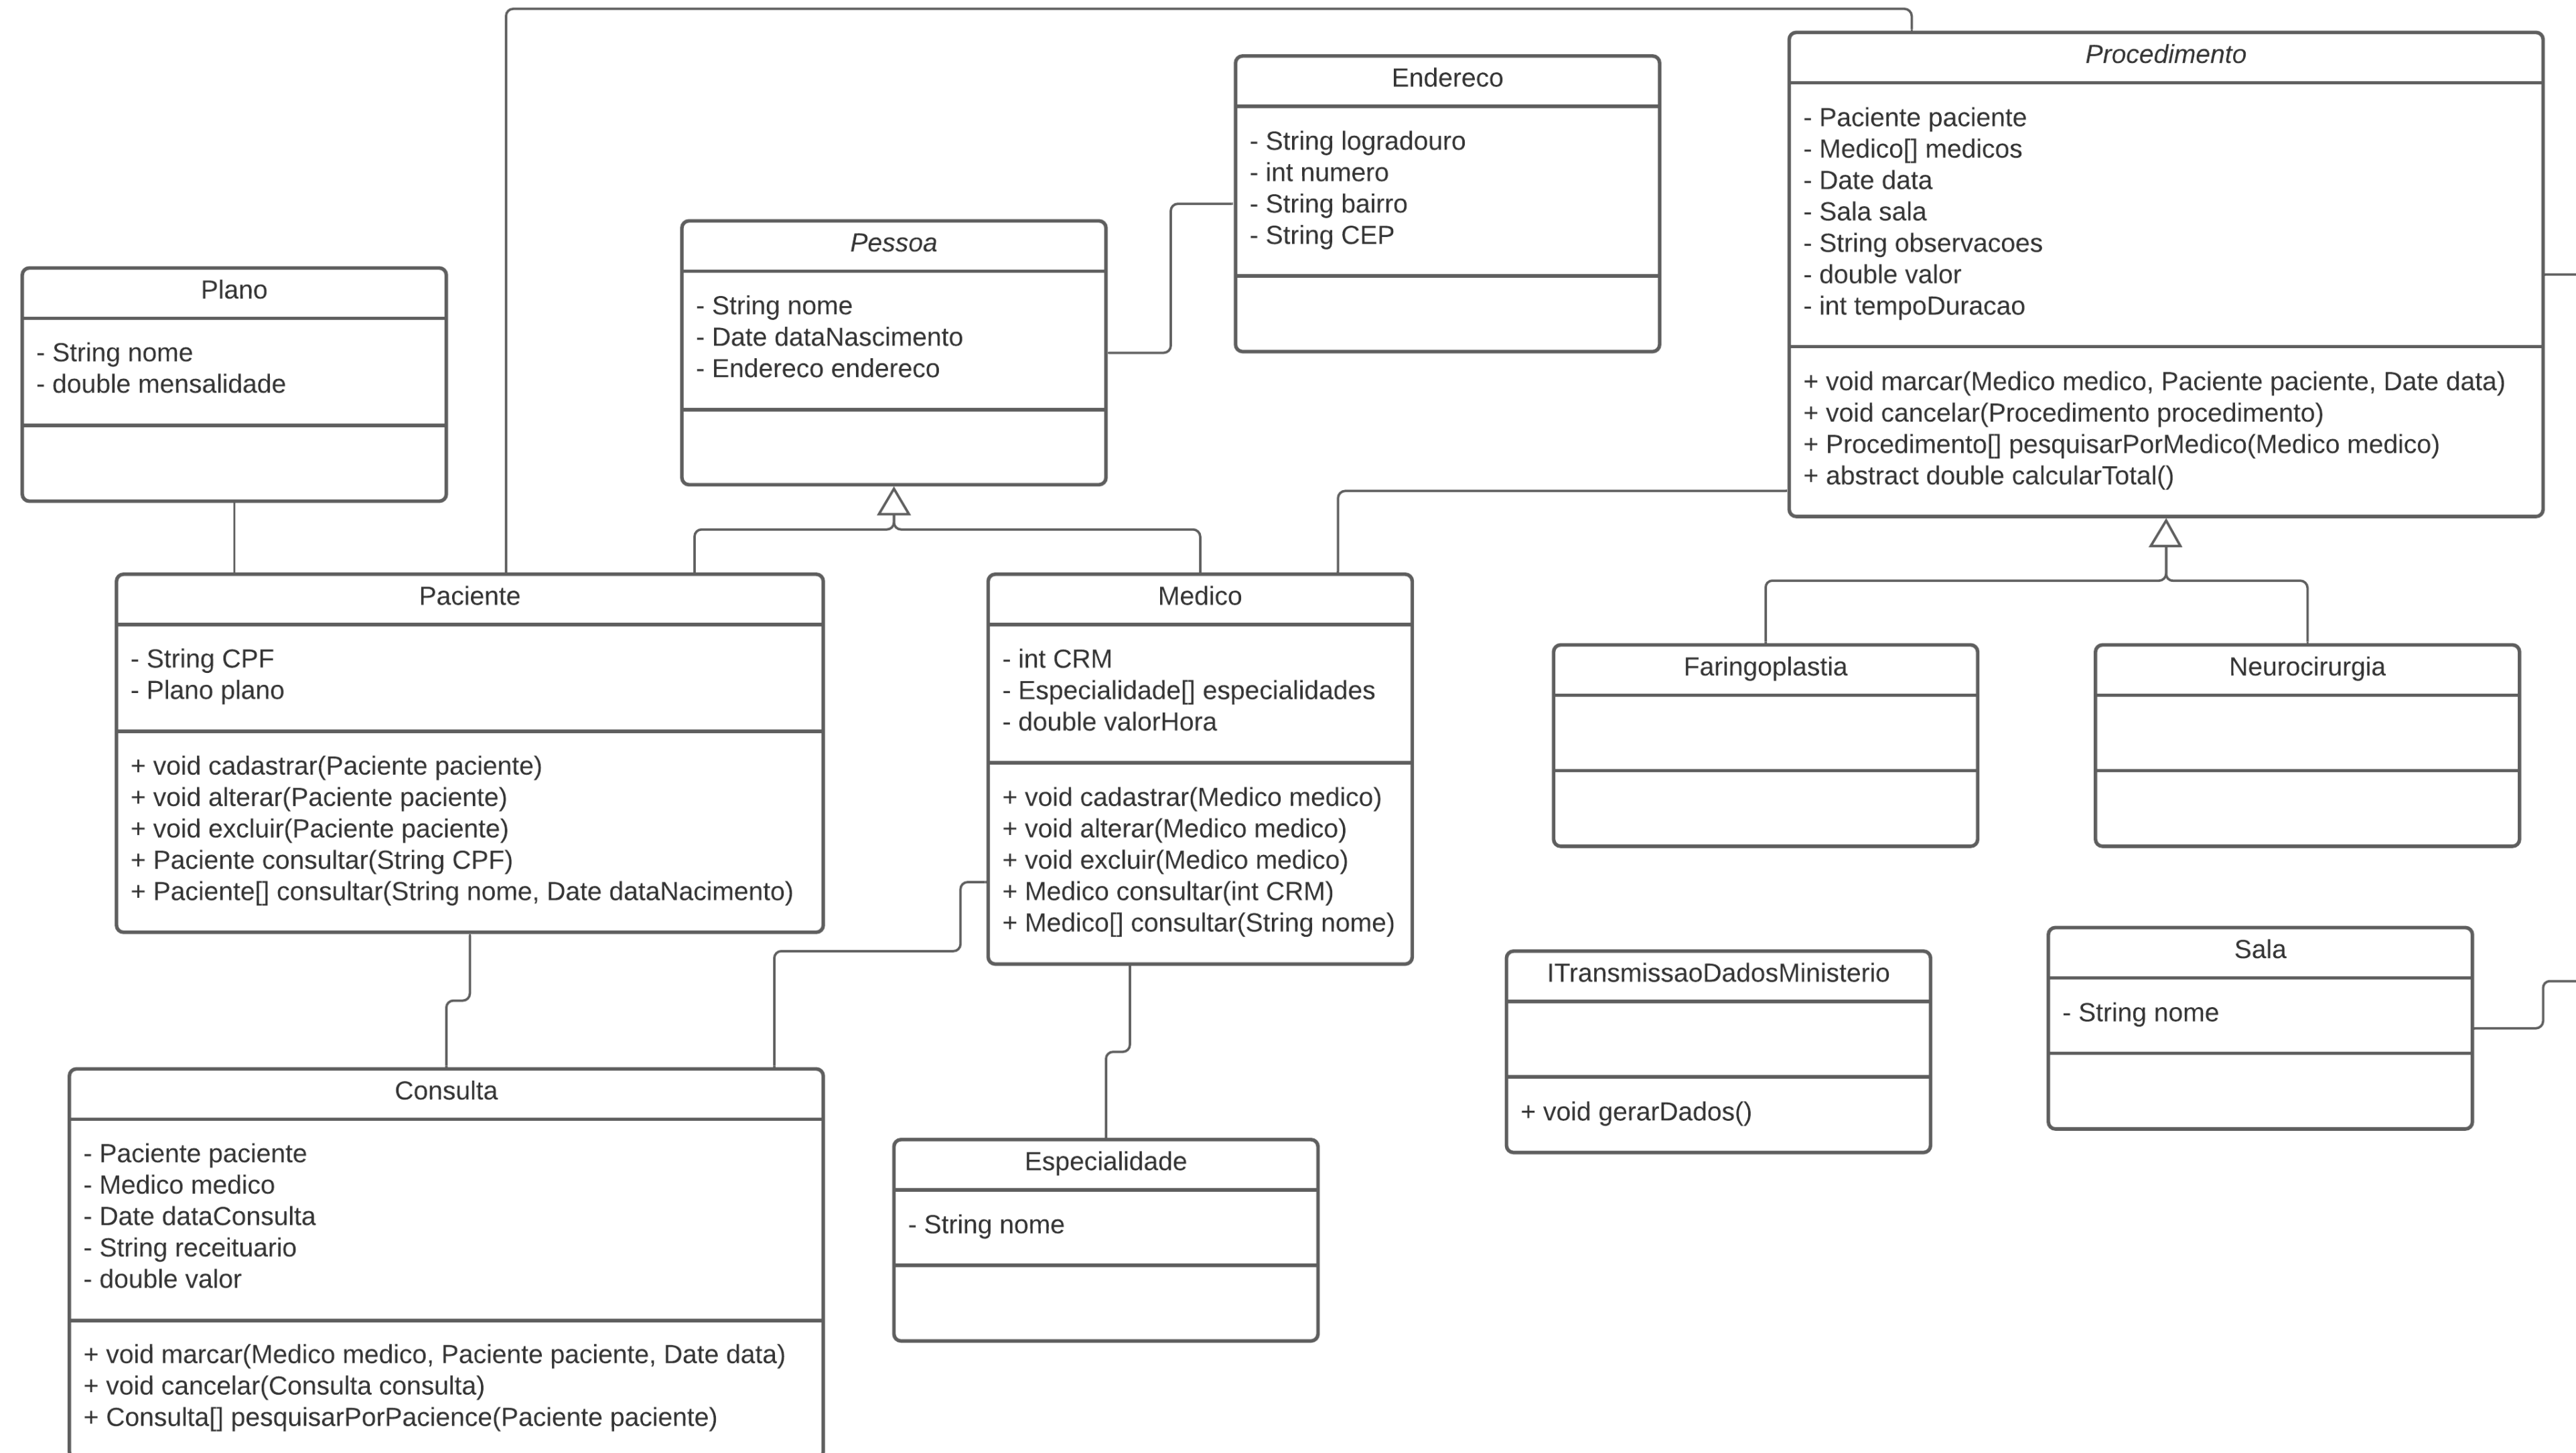 Plano
- String nome
- double mensalidade
Pessoa
- String nome
- Date dataNascimento
- Endereco endereco
Endereco
- String logradouro
- int numero
- String bairro
- String CEP
Procedimento
- Paciente paciente
- Medico[] medicos
- Date data
- Sala sala
- String observacoes
- double valor
- int tempoDuracao
+ void marcar(Medico medico, Paciente paciente, Date data)
+ void cancelar(Procedimento procedimento)
+ Procedimento[] pesquisarPorMedico(Medico medico)
+ abstract double calcularTotal()
Paciente
- String CPF
- Plano plano
+ void cadastrar(Paciente paciente)
+ void alterar(Paciente paciente)
+ void excluir(Paciente paciente)
+ Paciente consultar(String CPF)
+ Paciente[] consultar(String nome, Date dataNacimento)
Medico
- int CRM
- Especialidade[] especialidades
- double valorHora
+ void cadastrar(Medico medico)
+ void alterar(Medico medico)
+ void excluir(Medico medico)
+ Medico consultar(int CRM)
+ Medico[] consultar(String nome)
Faringoplastia
Neurocirurgia
ITransmissaoDadosMinisterio
+ void gerarDados()
Sala
- String nome
Consulta
- Paciente paciente
- Medico medico
- Date dataConsulta
- String receituario
- double valor
+ void marcar(Medico medico, Paciente paciente, Date data)
+ void cancelar(Consulta consulta)
+ Consulta[] pesquisarPorPacience(Paciente paciente)
Especialidade
- String nome